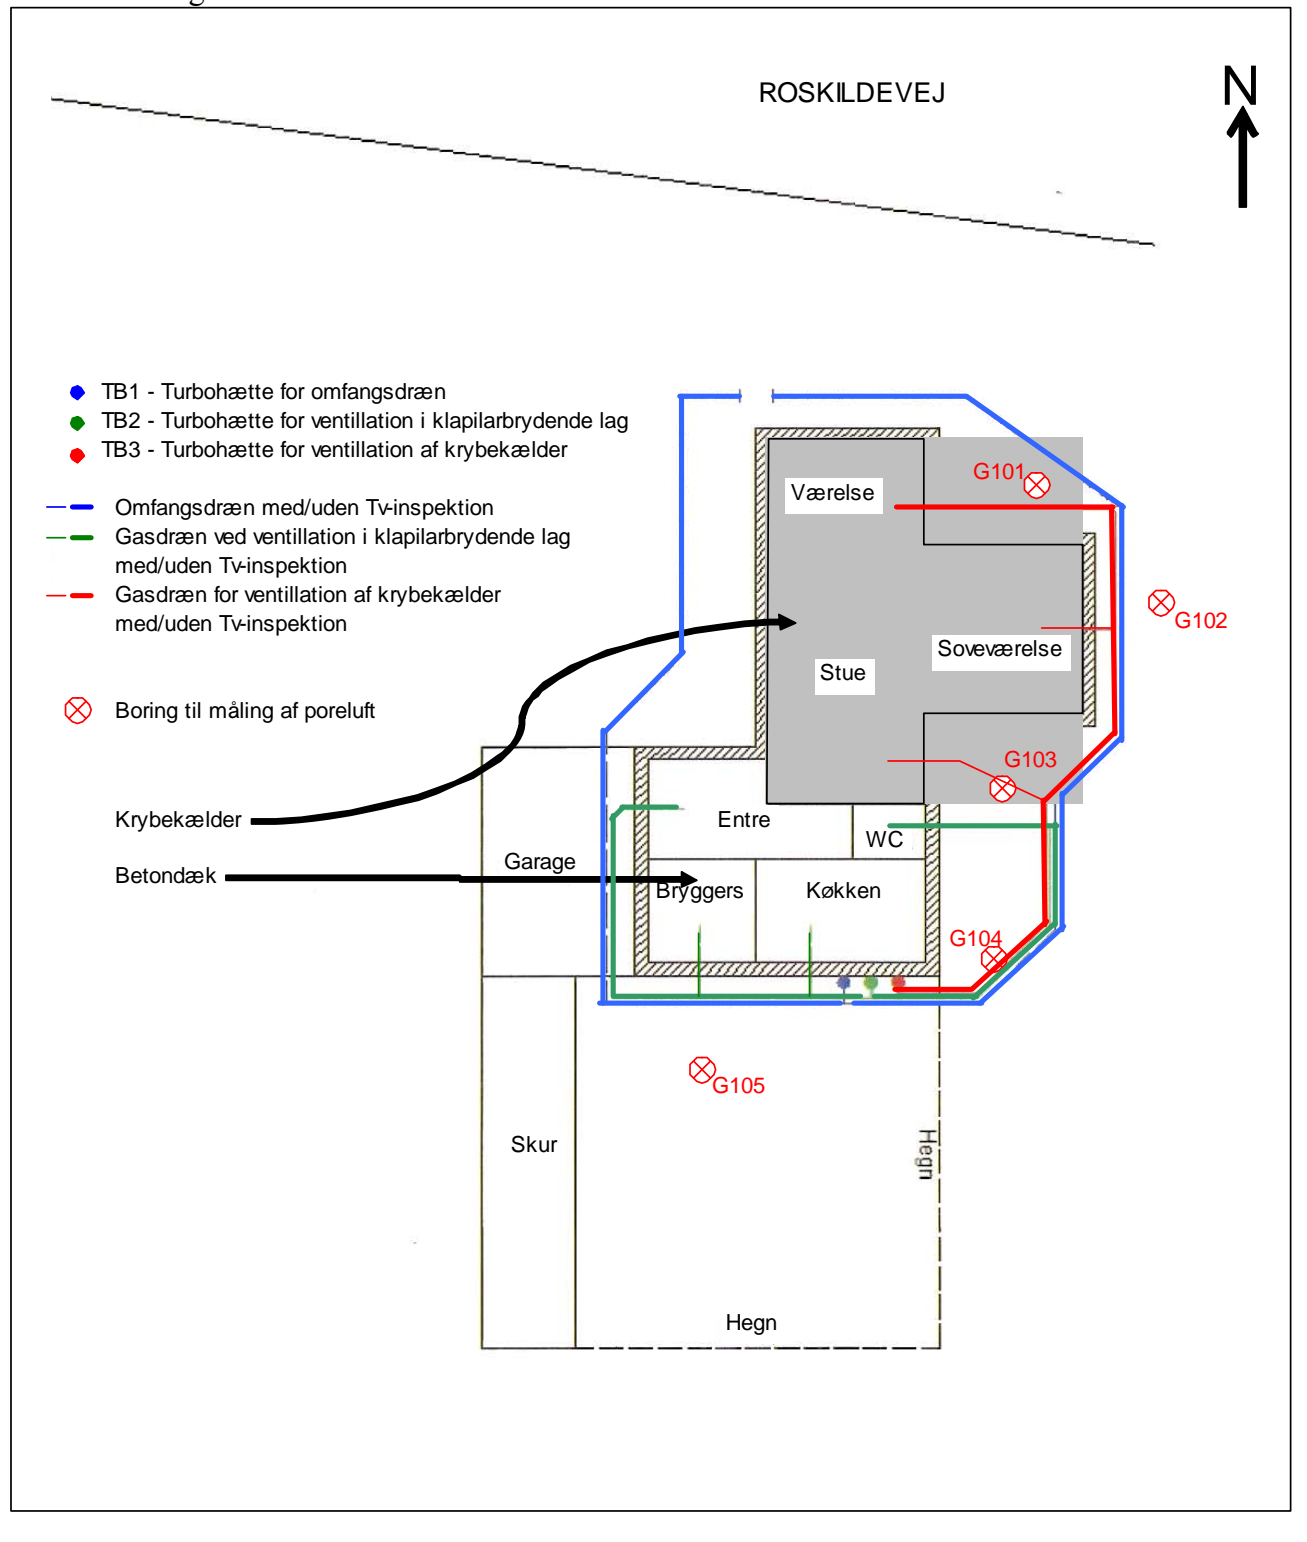 ROSKILDEVEJ
N
TB1 - Turbohætte for omfangsdræn
TB2 - Turbohætte for ventillation i klapilarbrydende lag
TB3 - Turbohætte for ventillation af krybekælder
Omfangsdræn med/uden Tv-inspektion
Gasdræn ved ventillation i klapilarbrydende lag
med/uden Tv-inspektion
Gasdræn for ventillation af krybekælder
med/uden Tv-inspektion
Boring til måling af poreluft
Krybekælder
Betondæk
G101
Værelse
G102
Soveværelse
Stue
G103
Entre
WC
Garage
Bryggers
Køkken
G104
G105
Skur
Hegn
Hegn